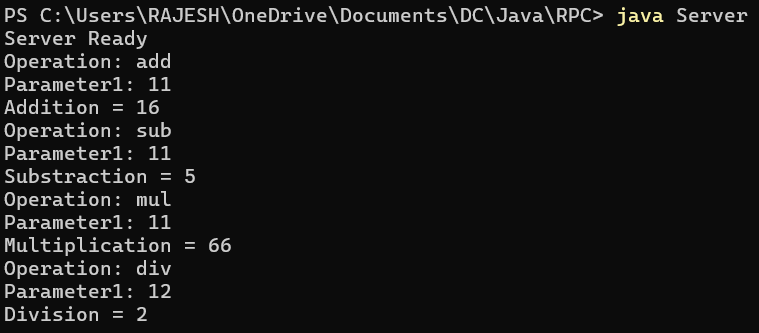 PS C:\Users\RAJESH\OneDrive\Documents\DC\Java\RPC> java Server
Server Ready
Operation: add
Parameter1: 11
Addition = 16
Operation: sub
Parameter1: 11
Substraction = 5
Operation: mul
Parameter1: 11
Multiplication = 66
Operation: div
Parameter1: 12
Division = 2